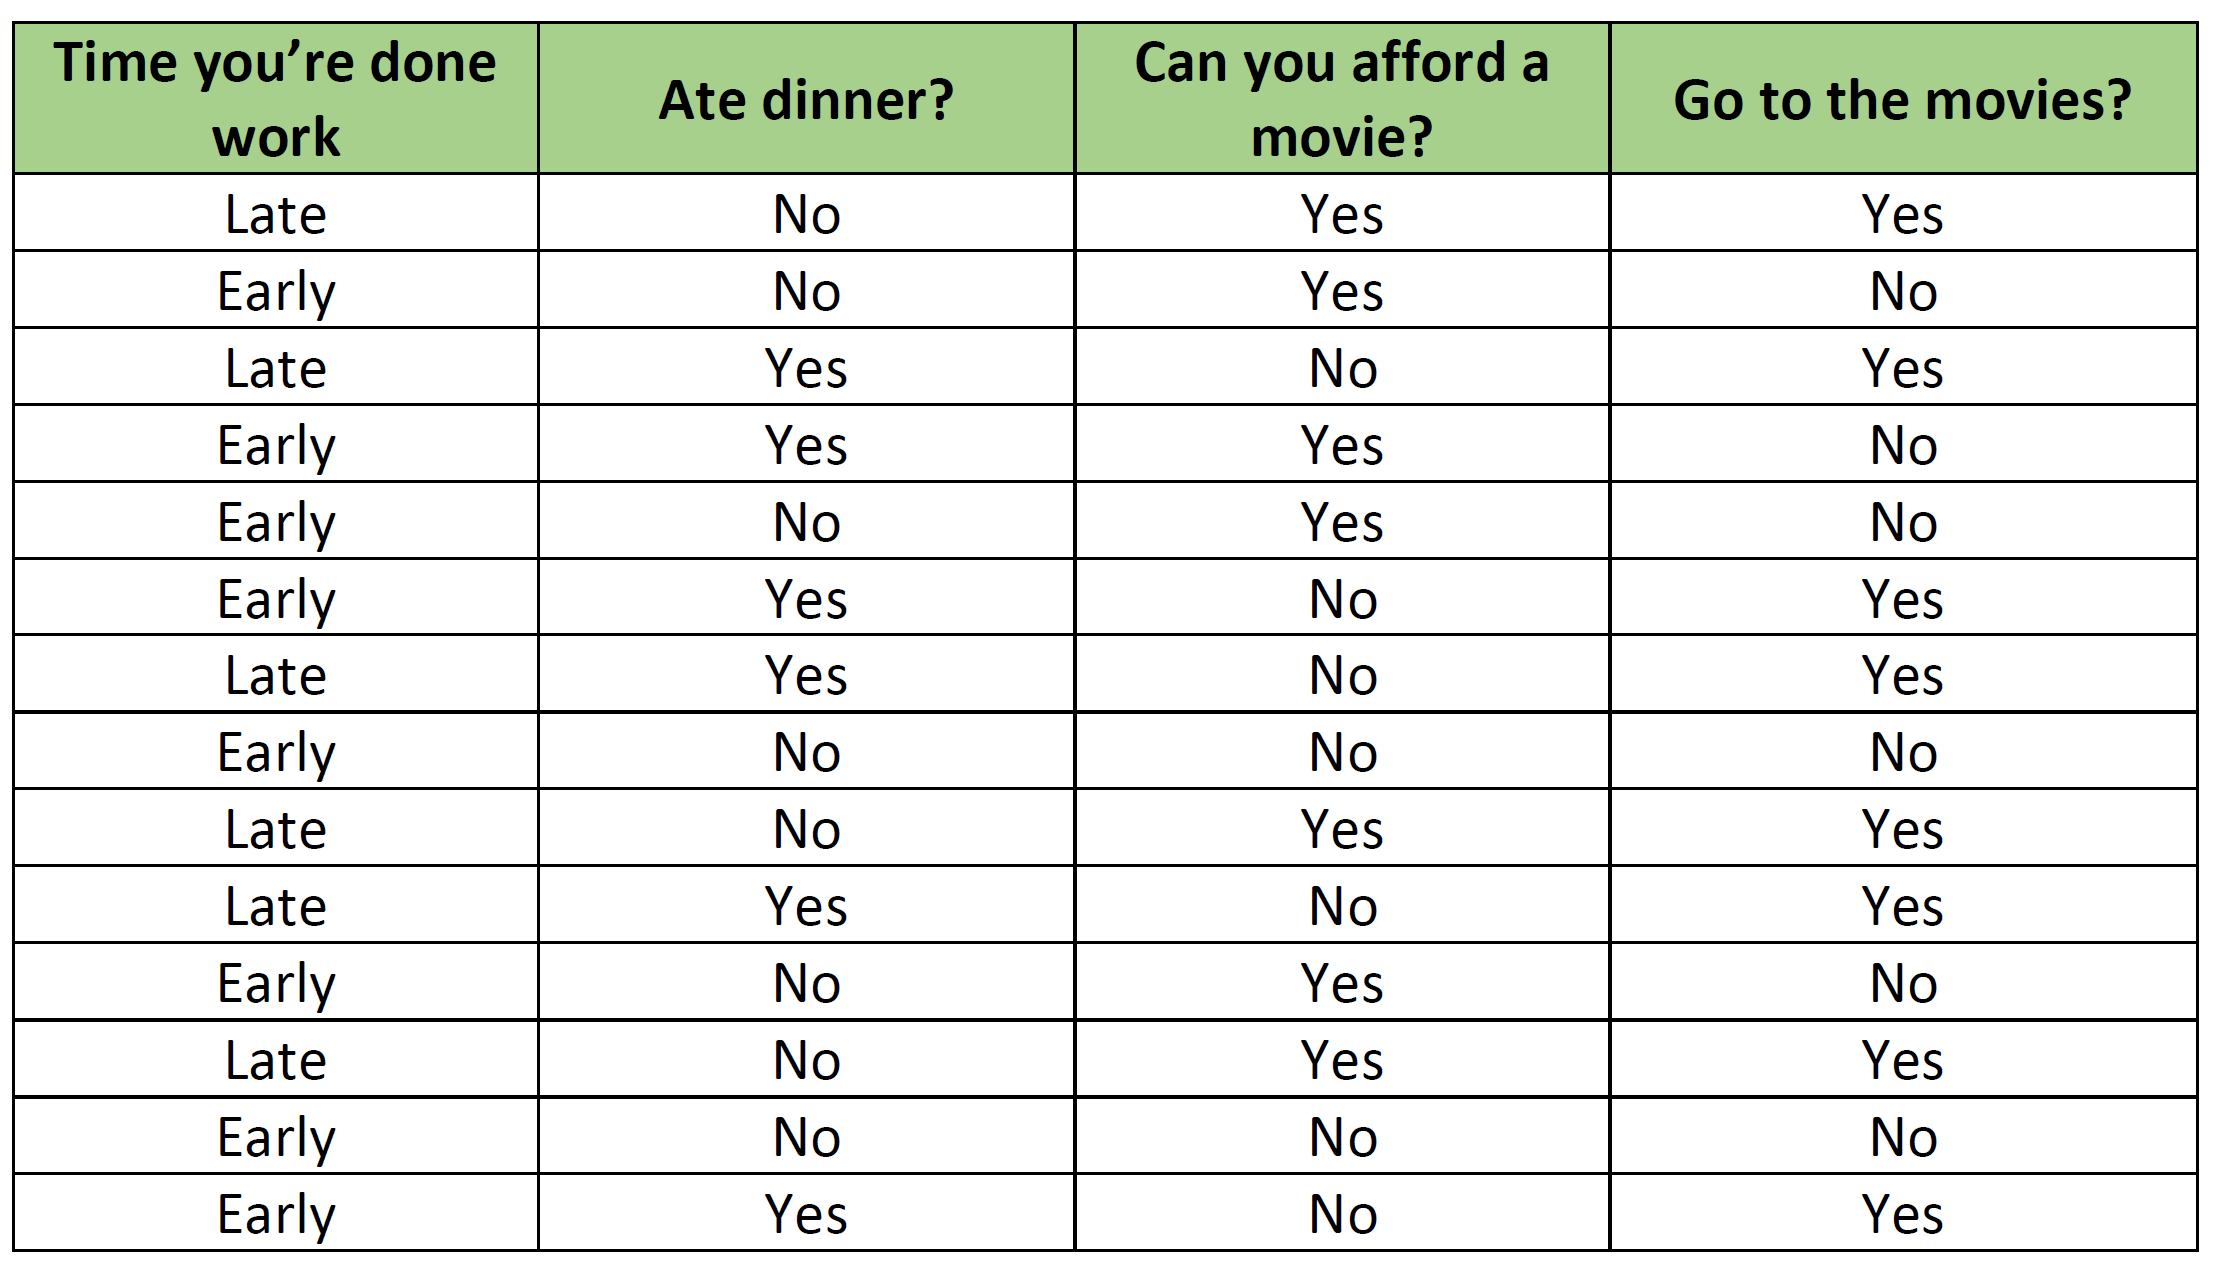 Time you’re done work Ate dinner? Can you afford a movie? Go to the movies?
Late No Yes Yes
Early No Yes No
Late Yes No Yes
Early Yes Yes No
Early No Yes No
Early Yes No Yes
Late Yes No Yes
Early No No No
Late No Yes Yes
Late Yes No Yes
Early No Yes No
Late No Yes Yes
Early No No No
Early Yes No Yes